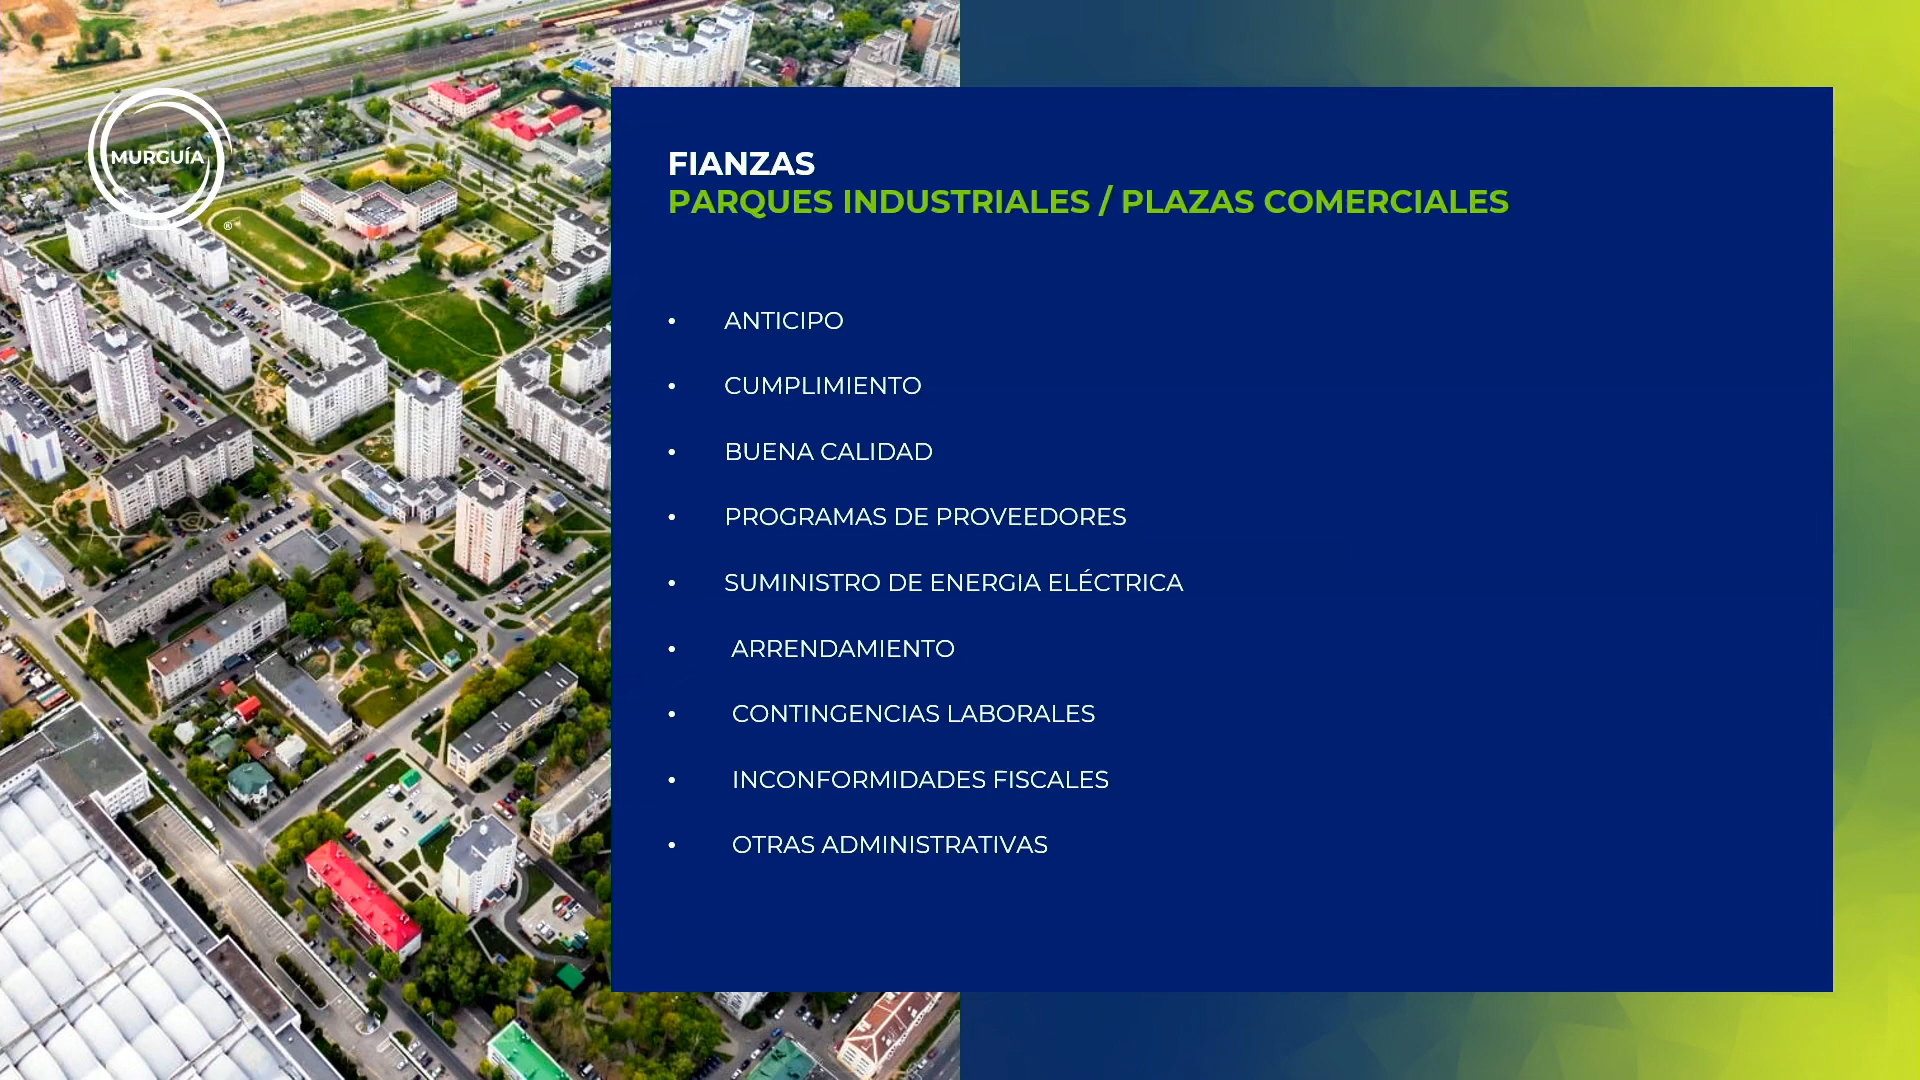 MURGUÍA
®
FIANZAS
PARQUES INDUSTRIALES / PLAZAS COMERCIALES
• ANTICIPO
• CUMPLIMIENTO
• BUENA CALIDAD
• PROGRAMAS DE PROVEEDORES
• SUMINISTRO DE ENERGIA ELÉCTRICA
• ARRENDAMIENTO
• CONTINGENCIAS LABORALES
• INCONFORMIDADES FISCALES
• OTRAS ADMINISTRATIVAS